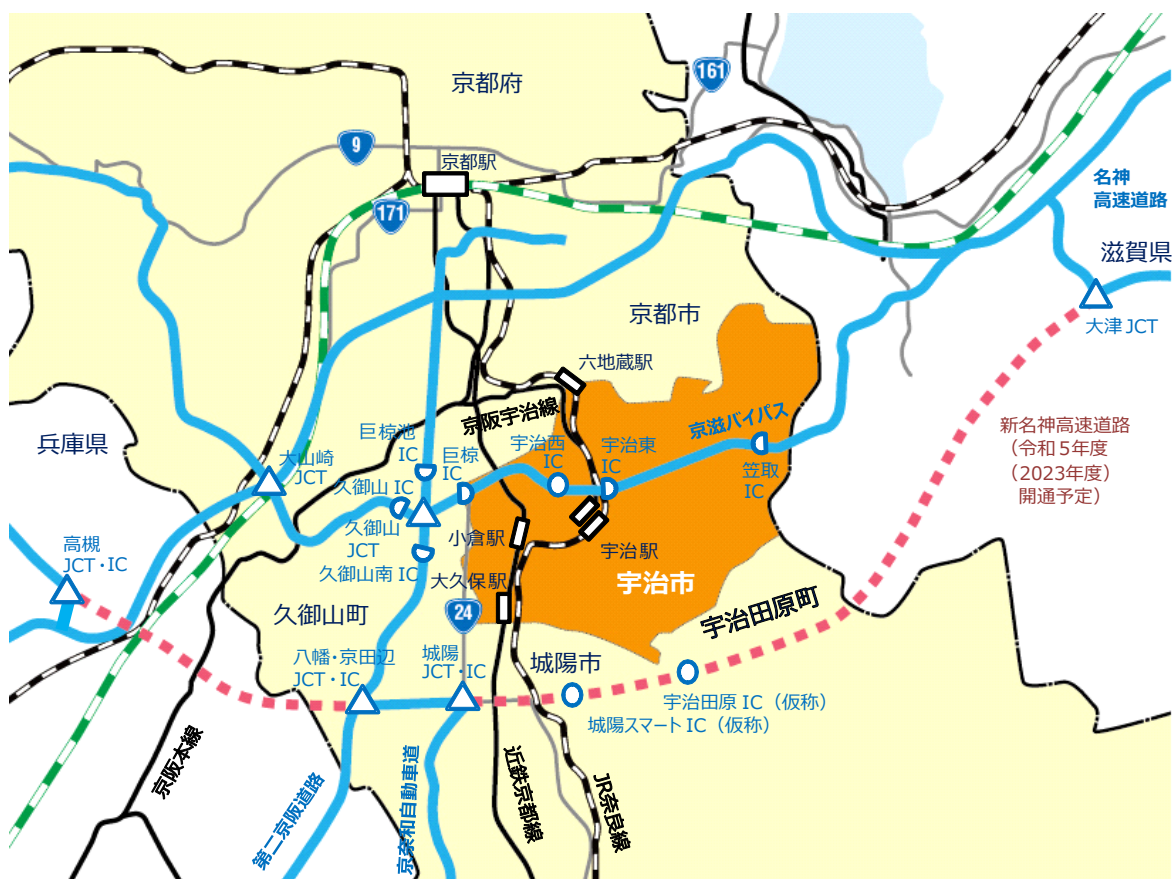 京都府
161
9
京都駅
171
名神
高速道路
滋賀県
大津 JCT
京都市
六地蔵駅
新名神高速道路
（令和５年度
（2023年度）
開通予定）
兵庫県
京阪宇治線
京滋バイパス
巨椋池
IC
巨椋
IC
宇治西
IC
宇治東
IC
笠取
IC
大山崎
JCT
久御山 IC
久御山
JCT
小倉駅
宇治駅
高槻
JCT・IC
久御山南 IC
大久保駅
宇治市
24
久御山町
宇治田原町
八幡・京田辺
JCT・IC
城陽
JCT・IC
城陽市
宇治田原 IC（仮称）
城陽スマート IC（仮称）
京阪本線
第二京阪道路
京奈和自動車道
近鉄京都線
JR奈良線